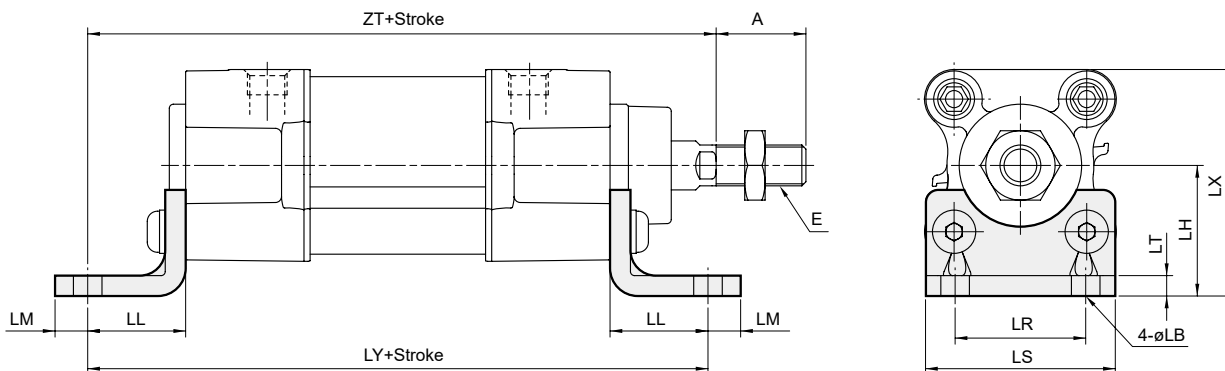 ZT+Stroke
A
E
LM
LL
LL
LM
LY+Stroke
LX
LH
LT
LR
4-øLB
LS